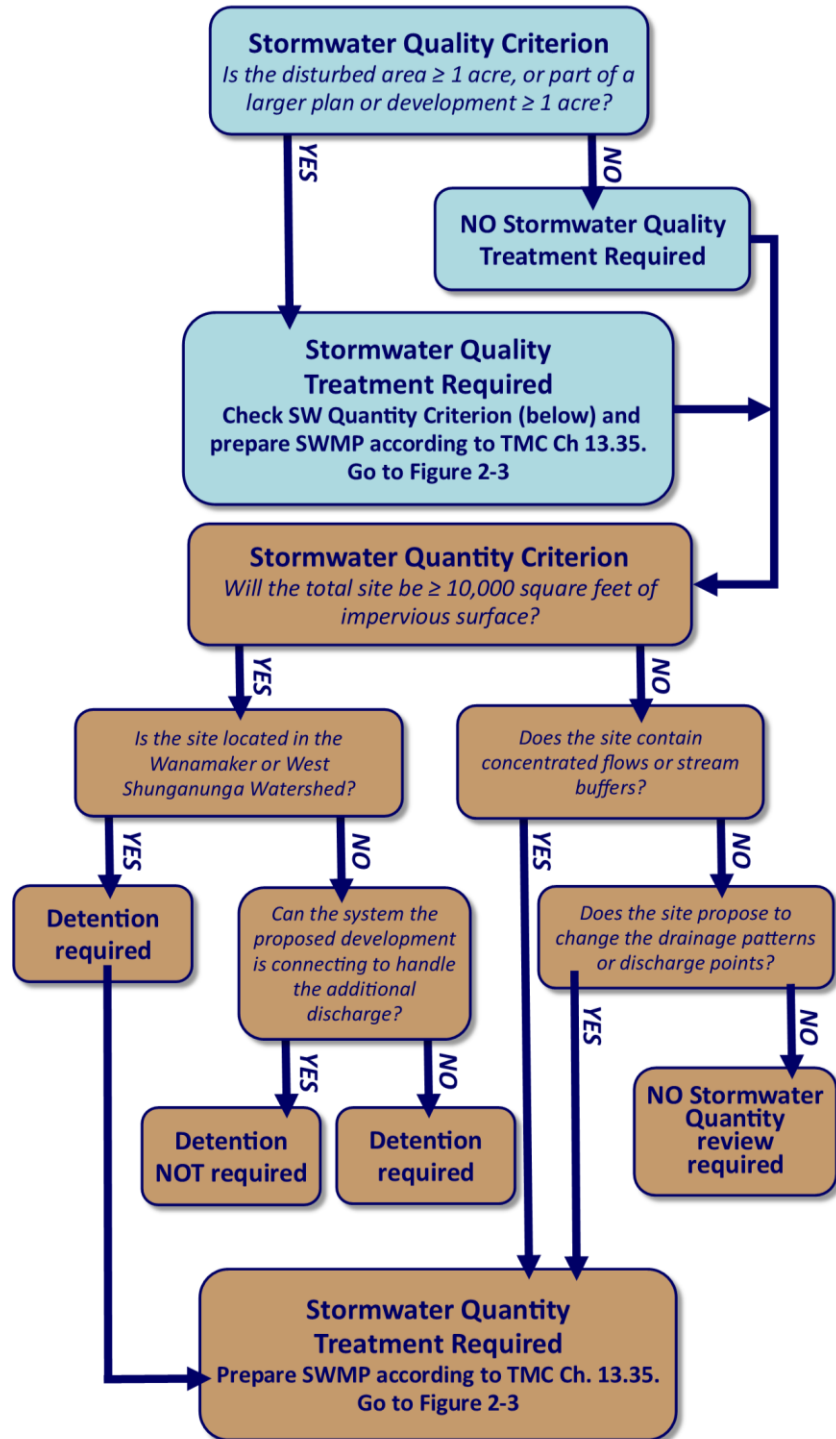 Stormwater Quality Criterion
Is the disturbed area ≥ 1 acre, or part of a
larger plan or development ≥ 1 acre?
YES
NO
NO Stormwater Quality
Treatment Required
Stormwater Quality
Treatment Required
Check SW Quantity Criterion (below) and
prepare SWMP according to TMC Ch 13.35.
Go to Figure 2-3
Stormwater Quantity Criterion
Will the total site be ≥ 10,000 square feet of
impervious surface?
YES
NO
Is the site located in the
Wanamaker or West
Shunganunga Watershed?
Does the site contain
concentrated flows or stream
buffers?
YES
NO
YES
NO
Detention
required
Can the system the
proposed development
is connecting to handle
the additional
discharge?
Does the site propose to
change the drainage patterns
or discharge points?
YES
NO
YES
NO
Detention
NOT required
Detention
required
NO Stormwater
Quantity
review
required
Stormwater Quantity
Treatment Required
Prepare SWMP according to TMC Ch. 13.35.
Go to Figure 2-3